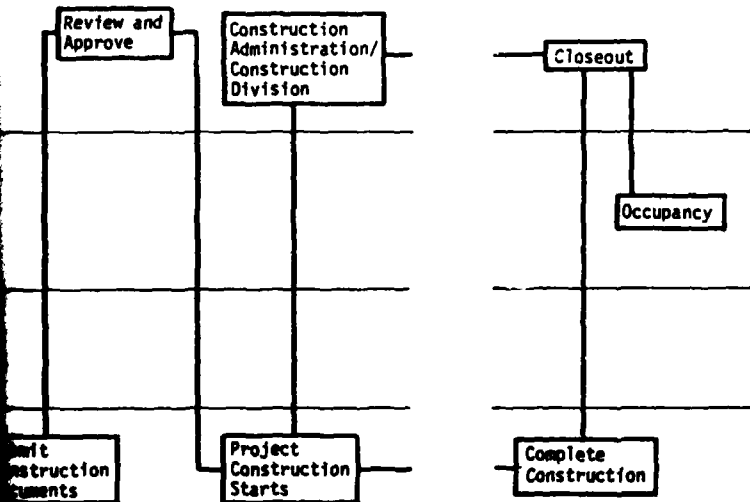 Review and
Approve
Construction
Administration/
Construction
Division
Closeout
Occupancy
Project
Construction
Starts
Complete
Construction